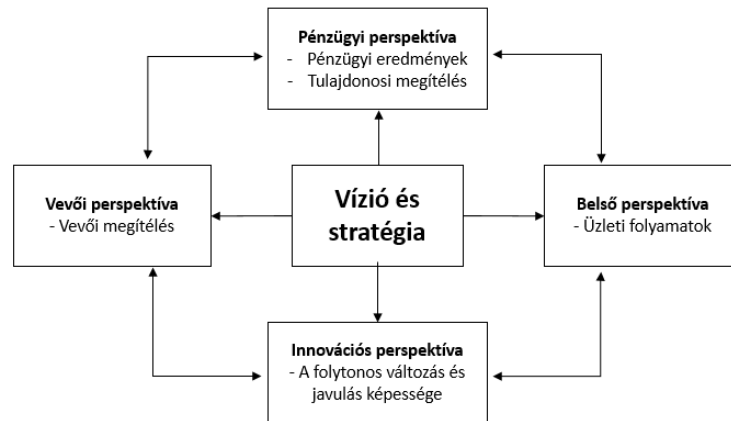 Pénzügyi perspektíva
- Pénzügyi eredmények
- Tulajdonosi megítélés
Vevői perspektíva
- Vevői megítélés
Vízió és
stratégia
Belső perspektíva
- Üzleti folyamatok
Innovációs perspektíva
- A folytonos változás és
javulás képessége